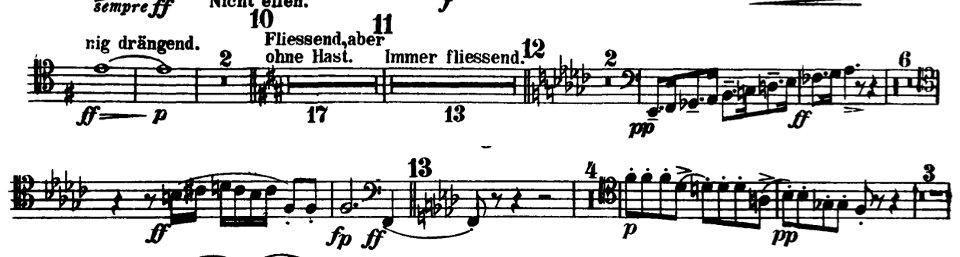 sempre ff Nicht eilen. f
10 11
nig drängend. 2 Fliessend, aber 12 2 6
ohne Hast. Immer fliessend.
ff p 17 13 pp ff
13 4 3
ff fp ff p pp